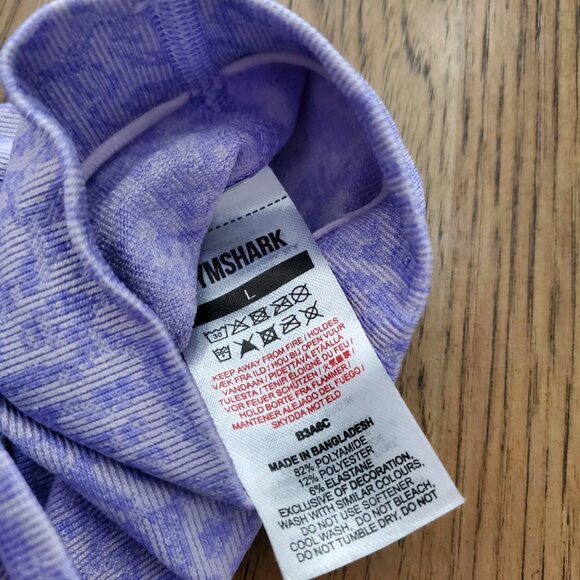 YMSHARK
L
30
KEEP AWAY FROM FIRE / HOLDES
VÆK FRA ILD / HOU BIJ OPEN VUUR
VANDAAN / PIDETTÄVÄ ETÄÄLLÄ
TULESTA / TENIR ÉLOIGNÉ DU FEU /
VOR FEUER SCHÜTZEN /
HOLD BORTE FRA FLAMMER /
MANTENER ALEJADO DEL FUEGO /
SKYDDA MOT ELD
B3A6C
MADE IN BANGLADESH
82% POLYAMIDE
12% POLYESTER
6% ELASTANE
EXCLUSIVE OF DECORATION,
WASH WITH SIMILAR COLOURS,
DO NOT USE SOFTENER
COOL WASH, DO NOT BLEACH,
DO NOT TUMBLE DRY, DO NOT